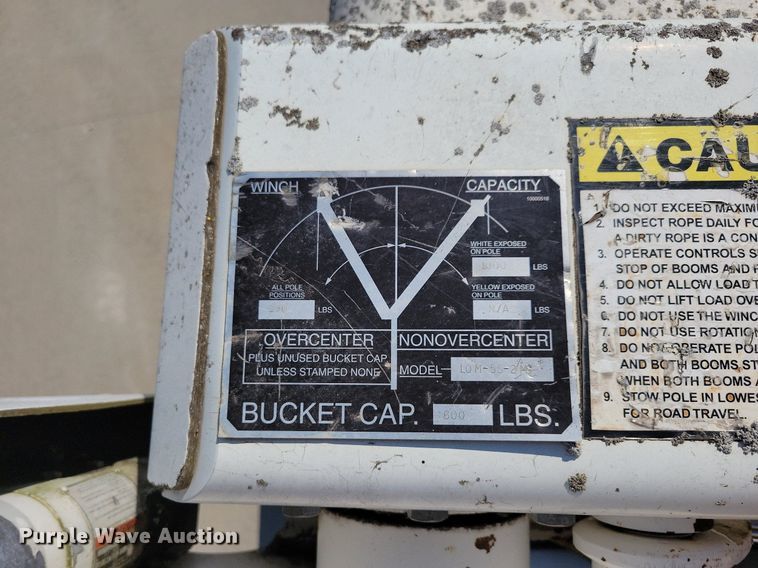 WINCH
CAPACITY
10000510
WHITE EXPOSED
ON POLE
LBS
ALL POLE
POSITIONS
LBS
YELLOW EXPOSED
ON POLE
N/A LBS
OVERCENTER
NONOVERCENTER
PLUS UNUSED BUCKET CAP.
UNLESS STAMPED NONE
MODEL
BUCKET CAP. 800 LBS.
CAU
1. DO NOT EXCEED MAXIM
2. INSPECT ROPE DAILY FO
A DIRTY ROPE IS A CON
3. OPERATE CONTROLS S
STOP OF BOOMS AND
4. DO NOT ALLOW LOAD T
5. DO NOT LIFT LOAD OVE
6. DO NOT USE THE WINC
7. DO NOT USE ROTATION
8. DO NOT OPERATE POL
AND BOTH BOOMS
WHEN BOTH BOOMS
9. STOW POLE IN LOWES
FOR ROAD TRAVEL.
Purple Wave Auction